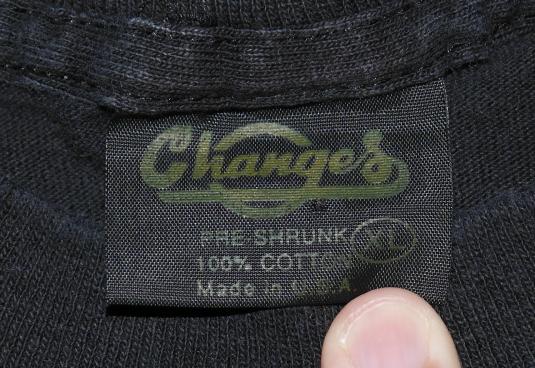 Changes
PRE-SHRUNK XL
100% COTTON
Made in U.S.A.